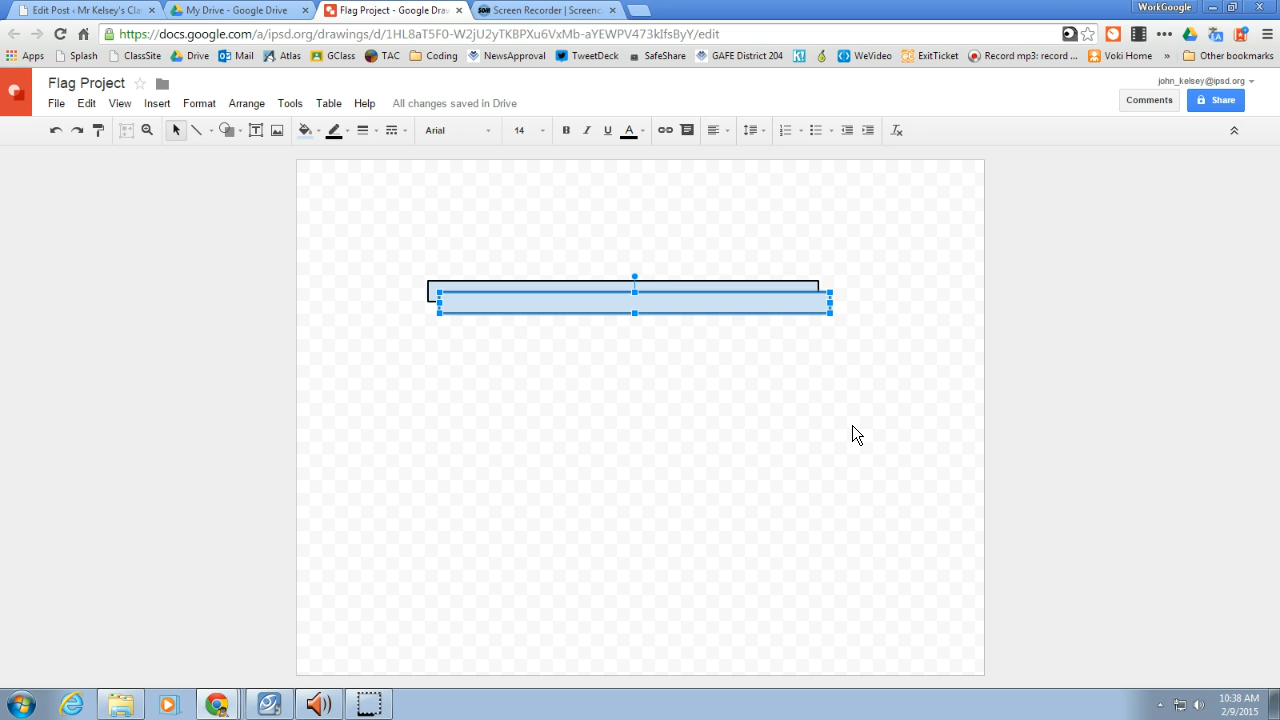 Edit Post ‹ Mr Kelsey's Cla
My Drive - Google Drive
Flag Project - Google Dra
Screen Recorder | Screenc
WorkGoogle
https://docs.google.com/a/ipsd.org/drawings/d/
/edit
Apps
Splash
ClassSite
Drive
Mail
Atlas
GClass
TAC
Coding
NewsApproval
TweetDeck
SafeShare
GAFE District 204
K!
WeVideo
ExitTicket
Record mp3: record ...
Voki Home
»
Other bookmarks
Flag Project
john_kelsey@ipsd.org
File Edit View Insert Format Arrange Tools Table Help All changes saved in Drive
Comments
Share
Arial
14
B I U A
10:38 AM
2/9/2015